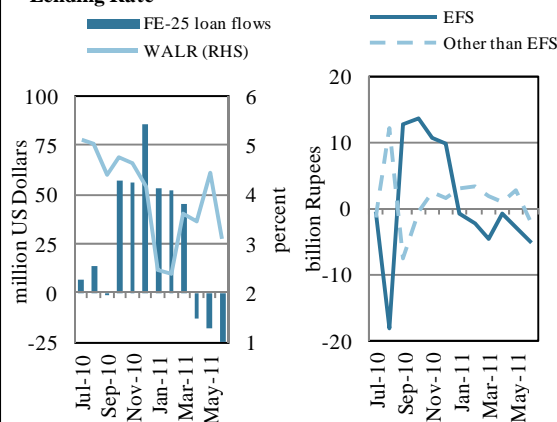 Lending Rate
FE-25 loan flows
WALR (RHS)
100
75
50
25
0
-25
6
5
4
3
2
1
million US Dollars
percent
Jul-10
Sep-10
Nov-10
Jan-11
Mar-11
May-11
EFS
Other than EFS
20
10
0
-10
-20
billion Rupees
Jul-10
Sep-10
Nov-10
Jan-11
Mar-11
May-11